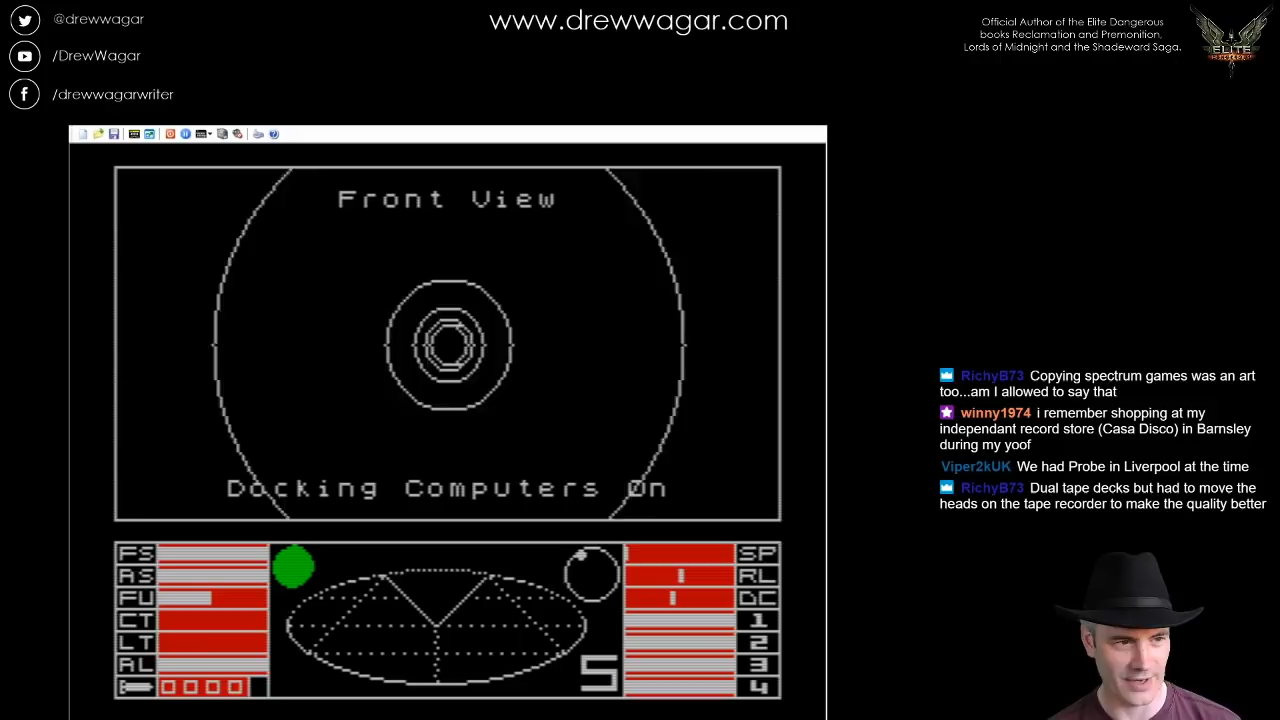 @drewwagar
/DrewWagar
/drewwagarwriter
www.drewwagar.com
Official Author of the Elite Dangerous
books Reclamation and Premonition,
Lords of Midnight and the Shadeward Saga.
ELITE
DANGEROUS
Front View
Docking Computers On
FS
AS
FU
CT
LT
AL
0000
S
SP
RL
DC
1
2
3
4
RichyB73 Copying spectrum games was an art
too...am I allowed to say that
winny1974 i remember shopping at my
independant record store (Casa Disco) in Barnsley
during my yoof
Viper2kUK We had Probe in Liverpool at the time
RichyB73 Dual tape decks but had to move the
heads on the tape recorder to make the quality better